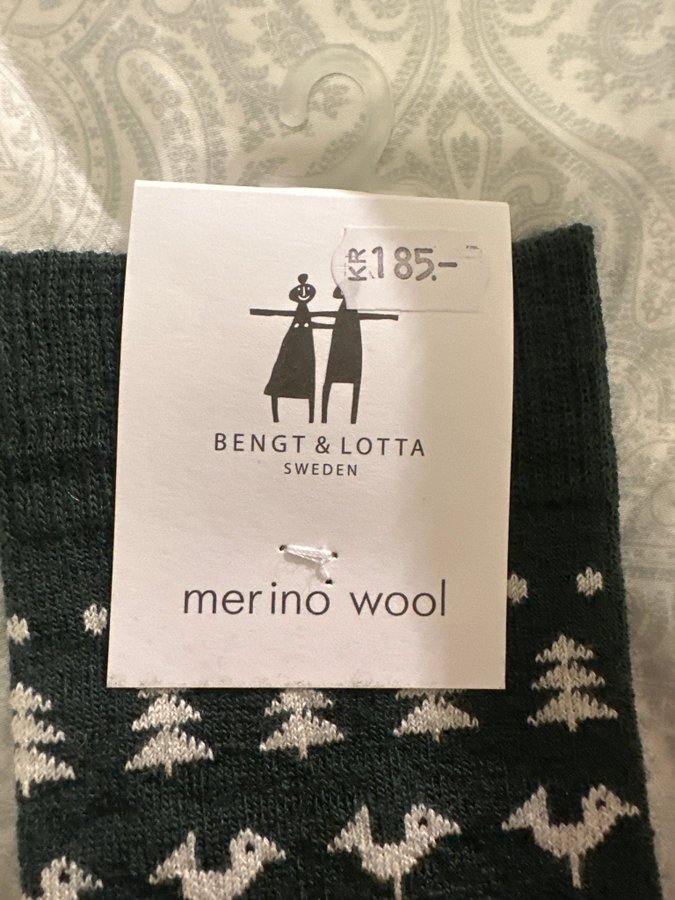 KR 185.-
BENGT & LOTTA
SWEDEN
merino wool